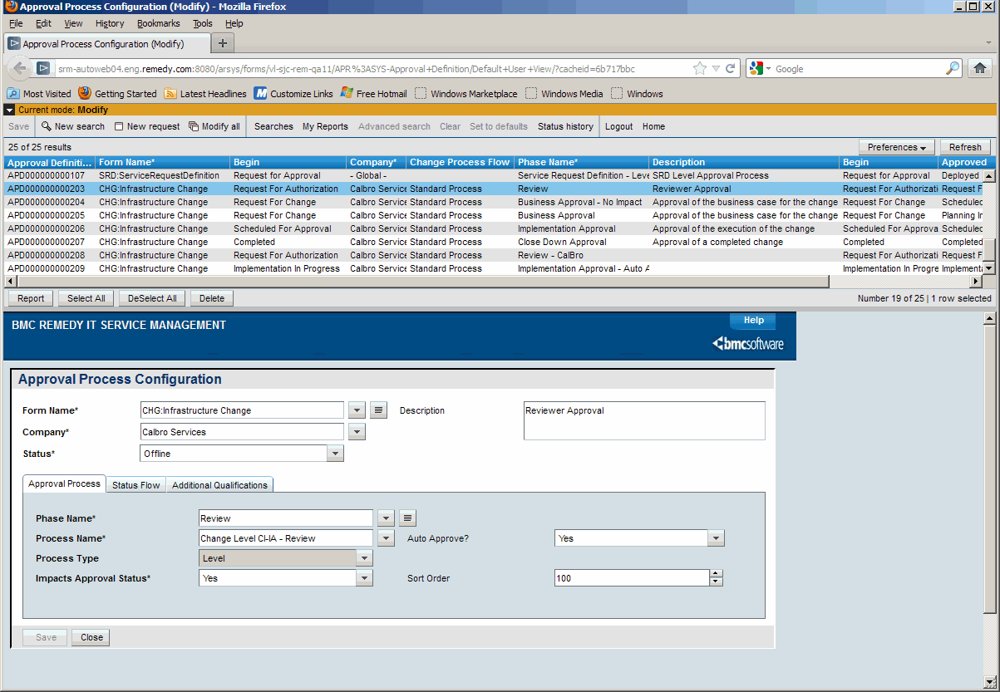 Approval Process Configuration (Modify) - Mozilla Firefox
File Edit View History Bookmarks Tools Help
Approval Process Configuration (Modify)
srm-autoweb04.eng.remedy.com:8080/arsys/forms/vl-sjc-rem-qa11/APR%3ASYS-Approval+Definition/Default+User+View/?cacheid=6b717bbc Google
Most Visited Getting Started Latest Headlines Customize Links Free Hotmail Windows Marketplace Windows Media Windows
Current mode: Modify
Save New search New request Modify all Searches My Reports Advanced search Clear Set to defaults Status history Logout Home
25 of 25 results Preferences Refresh
Approval Definiti... Form Name* Begin Company* Change Process Flow Phase Name* Description Begin Approved
APD000000000107 SRD:ServiceRequestDefinition Request for Approval - Global - Service Request Definition - Leve SRD Level Approval Process Request for Approval Deployed
APD000000000203 CHG:Infrastructure Change Request For Authorization Calbro Service Standard Process Review Reviewer Approval Request For Authorizati Request F
APD000000000204 CHG:Infrastructure Change Request For Change Calbro Service Standard Process Business Approval - No Impact Approval of the business case for the change Request For Change Scheduled
APD000000000205 CHG:Infrastructure Change Request For Change Calbro Service Standard Process Business Approval Approval of the business case for the change Request For Change Planning In
APD000000000206 CHG:Infrastructure Change Scheduled For Approval Calbro Service Standard Process Implementation Approval Approval of the execution of the change Scheduled For Approva Scheduled
APD000000000207 CHG:Infrastructure Change Completed Calbro Service Standard Process Close Down Approval Approval of a completed change Completed Completed
APD000000000208 CHG:Infrastructure Change Request For Authorization Calbro Service Standard Process Review - CalBro Request For Authorizati Request F
APD000000000209 CHG:Infrastructure Change Implementation In Progress Calbro Service Standard Process Implementation Approval - Auto A Implementation In Progre Implementa
Report Select All DeSelect All Delete Number 19 of 25 | 1 row selected
BMC REMEDY IT SERVICE MANAGEMENT Help
bmcsoftware
Approval Process Configuration
Form Name* CHG:Infrastructure Change Description Reviewer Approval
Company* Calbro Services
Status* Offline
Approval Process Status Flow Additional Qualifications
Phase Name* Review
Process Name* Change Level CI-IA - Review Auto Approve? Yes
Process Type Level
Impacts Approval Status* Yes Sort Order 100
Save Close